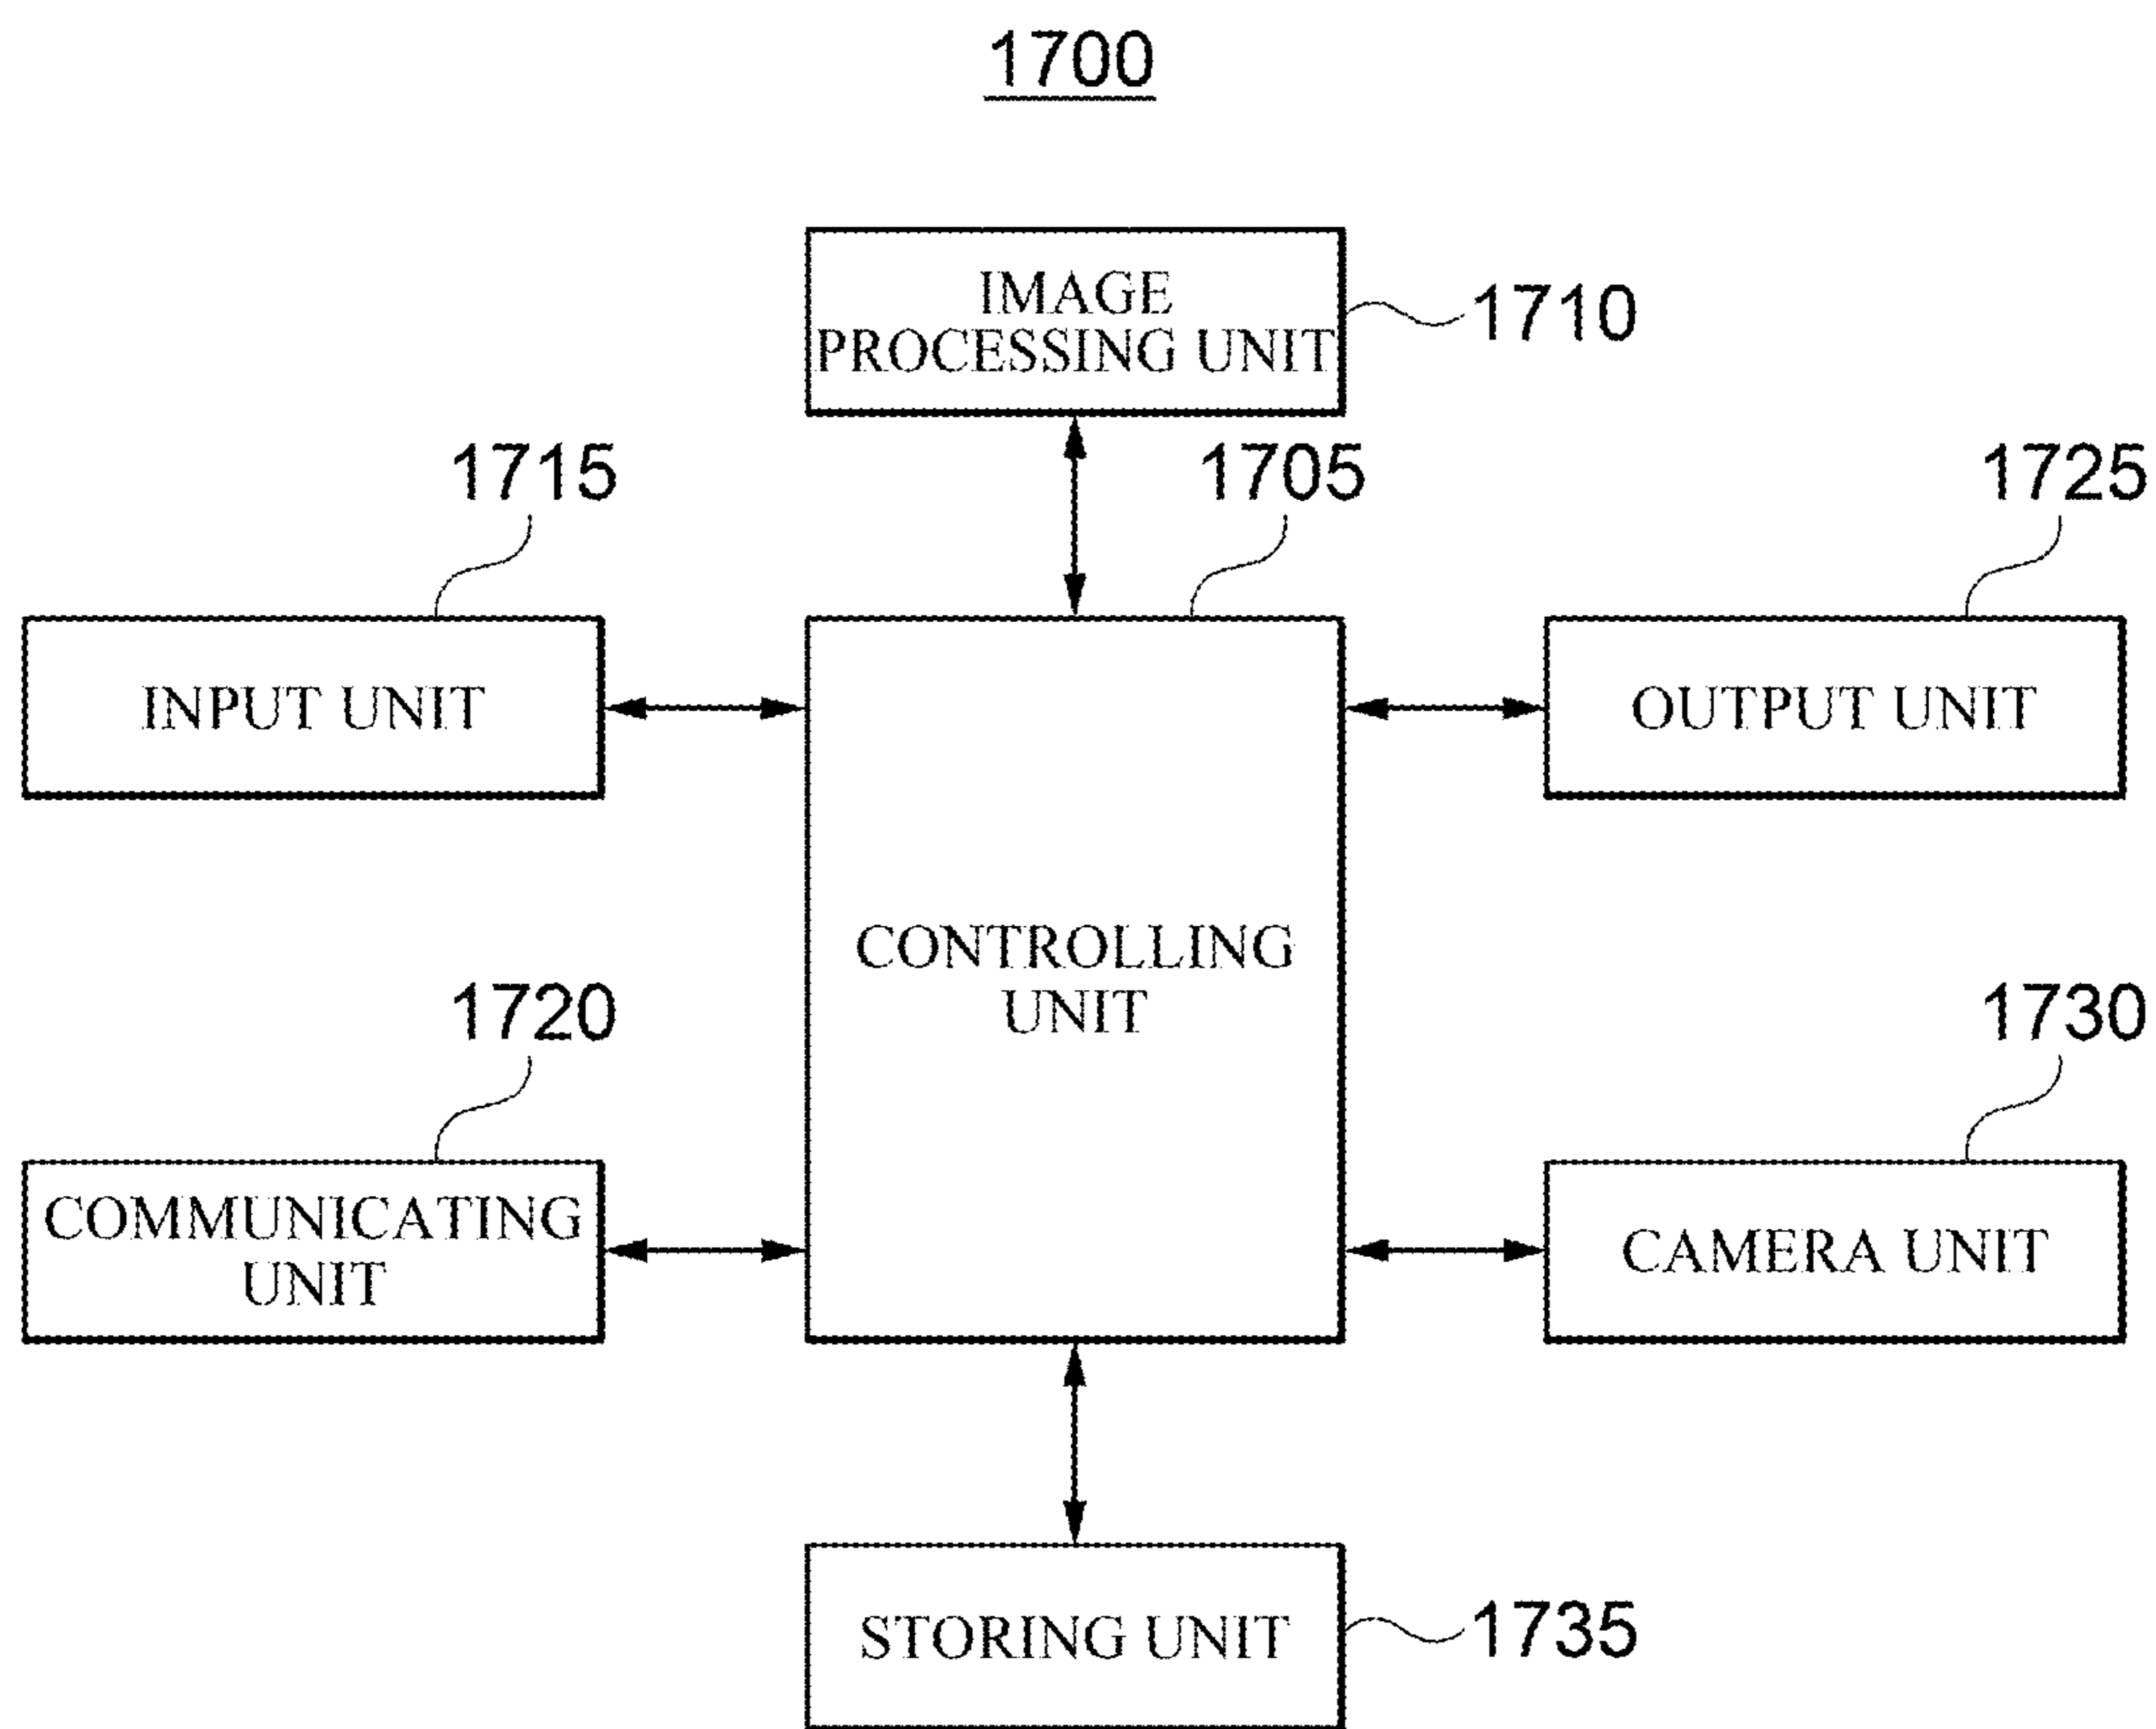 1700
IMAGE
PROCESSING UNIT
1710
1715
1705
1725
INPUT UNIT
OUTPUT UNIT
CONTROLLING
UNIT
1720
1730
COMMUNICATING
UNIT
CAMERA UNIT
STORING UNIT
1735